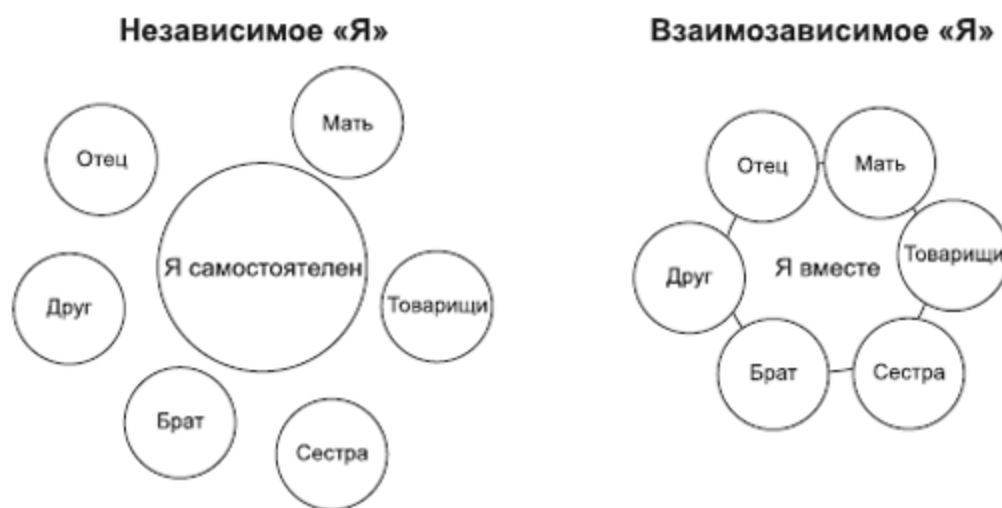 Независимое «Я»
Мать
Отец
Я самостоятелен
Друг
Товарищи
Брат
Сестра
Взаимозависимое «Я»
Отец
Мать
Товарищи
Друг
Я вместе
Брат
Сестра